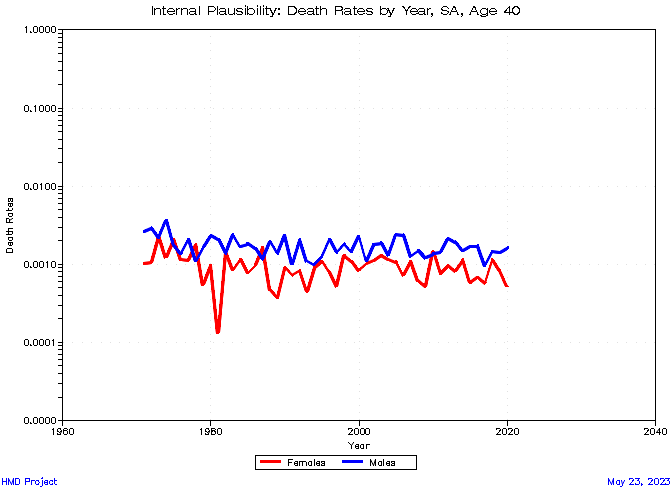 Internal Plausibility: Death Rates by Year, SA, Age 40
1.0000
0.1000
0.0100
0.0010
0.0001
0.0000
Death Rates
1960
1980
2000
2020
2040
Year
Females
Males
HMD Project
May 23, 2023